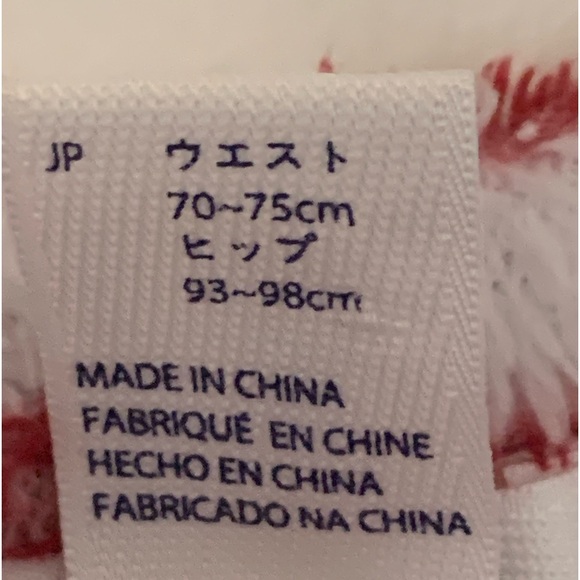 JP ウエスト
70~75cm
ヒップ
93~98cm
MADE IN CHINA
FABRIQUÉ EN CHINE
HECHO EN CHINA
FABRICADO NA CHINA